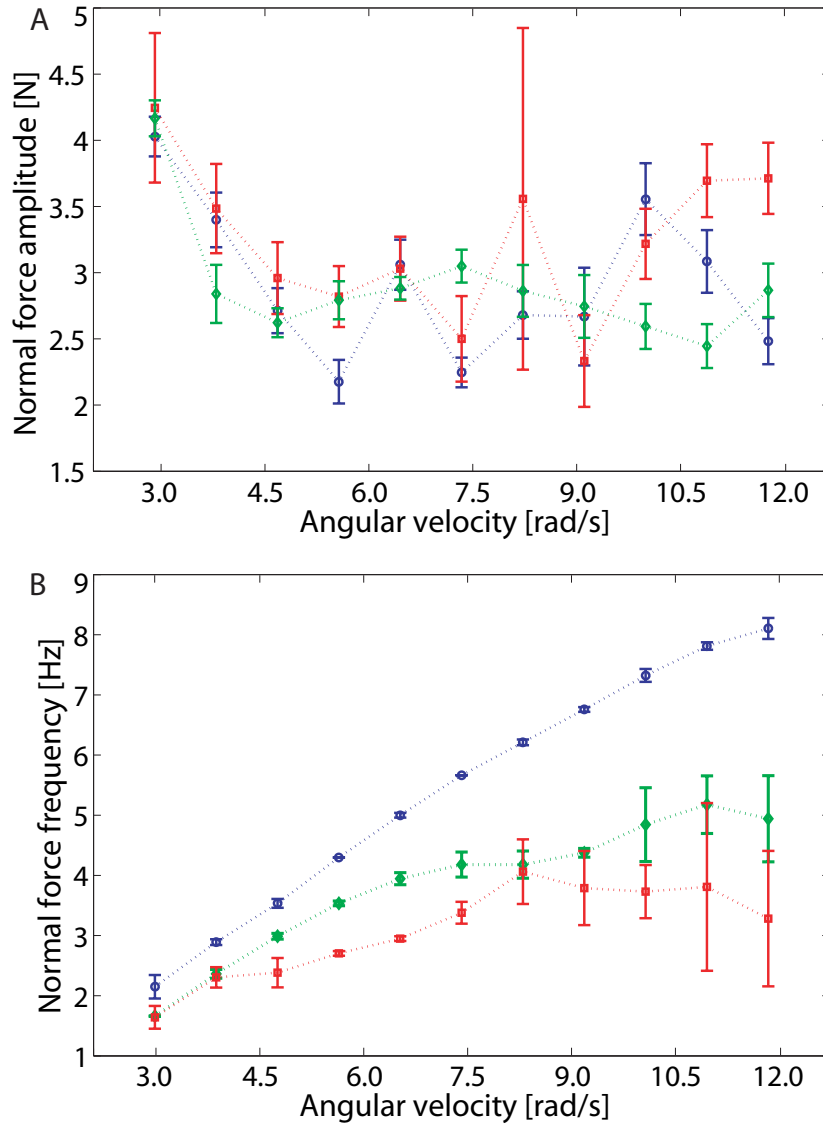 A
Normal force amplitude [N]
5
4.5
4
3.5
3
2.5
2
1.5
3.0 4.5 6.0 7.5 9.0 10.5 12.0
Angular velocity [rad/s]
B
Normal force frequency [Hz]
9
8
7
6
5
4
3
2
1
3.0 4.5 6.0 7.5 9.0 10.5 12.0
Angular velocity [rad/s]